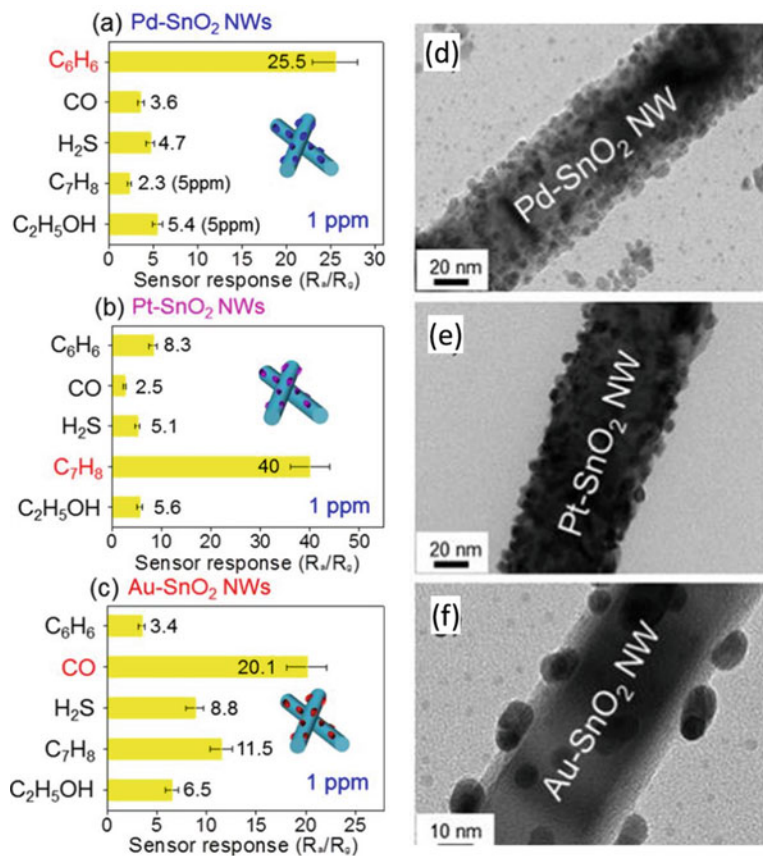 (a) Pd-SnO₂ NWs
C₆H₆ 25.5
CO 3.6
H₂S 4.7
C₇H₈ 2.3 (5ppm)
C₂H₅OH 5.4 (5ppm)
1 ppm
0 5 10 15 20 25 30
Sensor response (Rₐ/R₉)
(b) Pt-SnO₂ NWs
C₆H₆ 8.3
CO 2.5
H₂S 5.1
C₇H₈ 40
C₂H₅OH 5.6
1 ppm
0 10 20 30 40 50
Sensor response (Rₐ/R₉)
(c) Au-SnO₂ NWs
C₆H₆ 3.4
CO 20.1
H₂S 8.8
C₇H₈ 11.5
C₂H₅OH 6.5
1 ppm
0 5 10 15 20 25
Sensor response (Rₐ/R₉)
(d)
Pd-SnO₂ NW
20 nm
(e)
Pt-SnO₂ NW
20 nm
(f)
Au-SnO₂ NW
10 nm